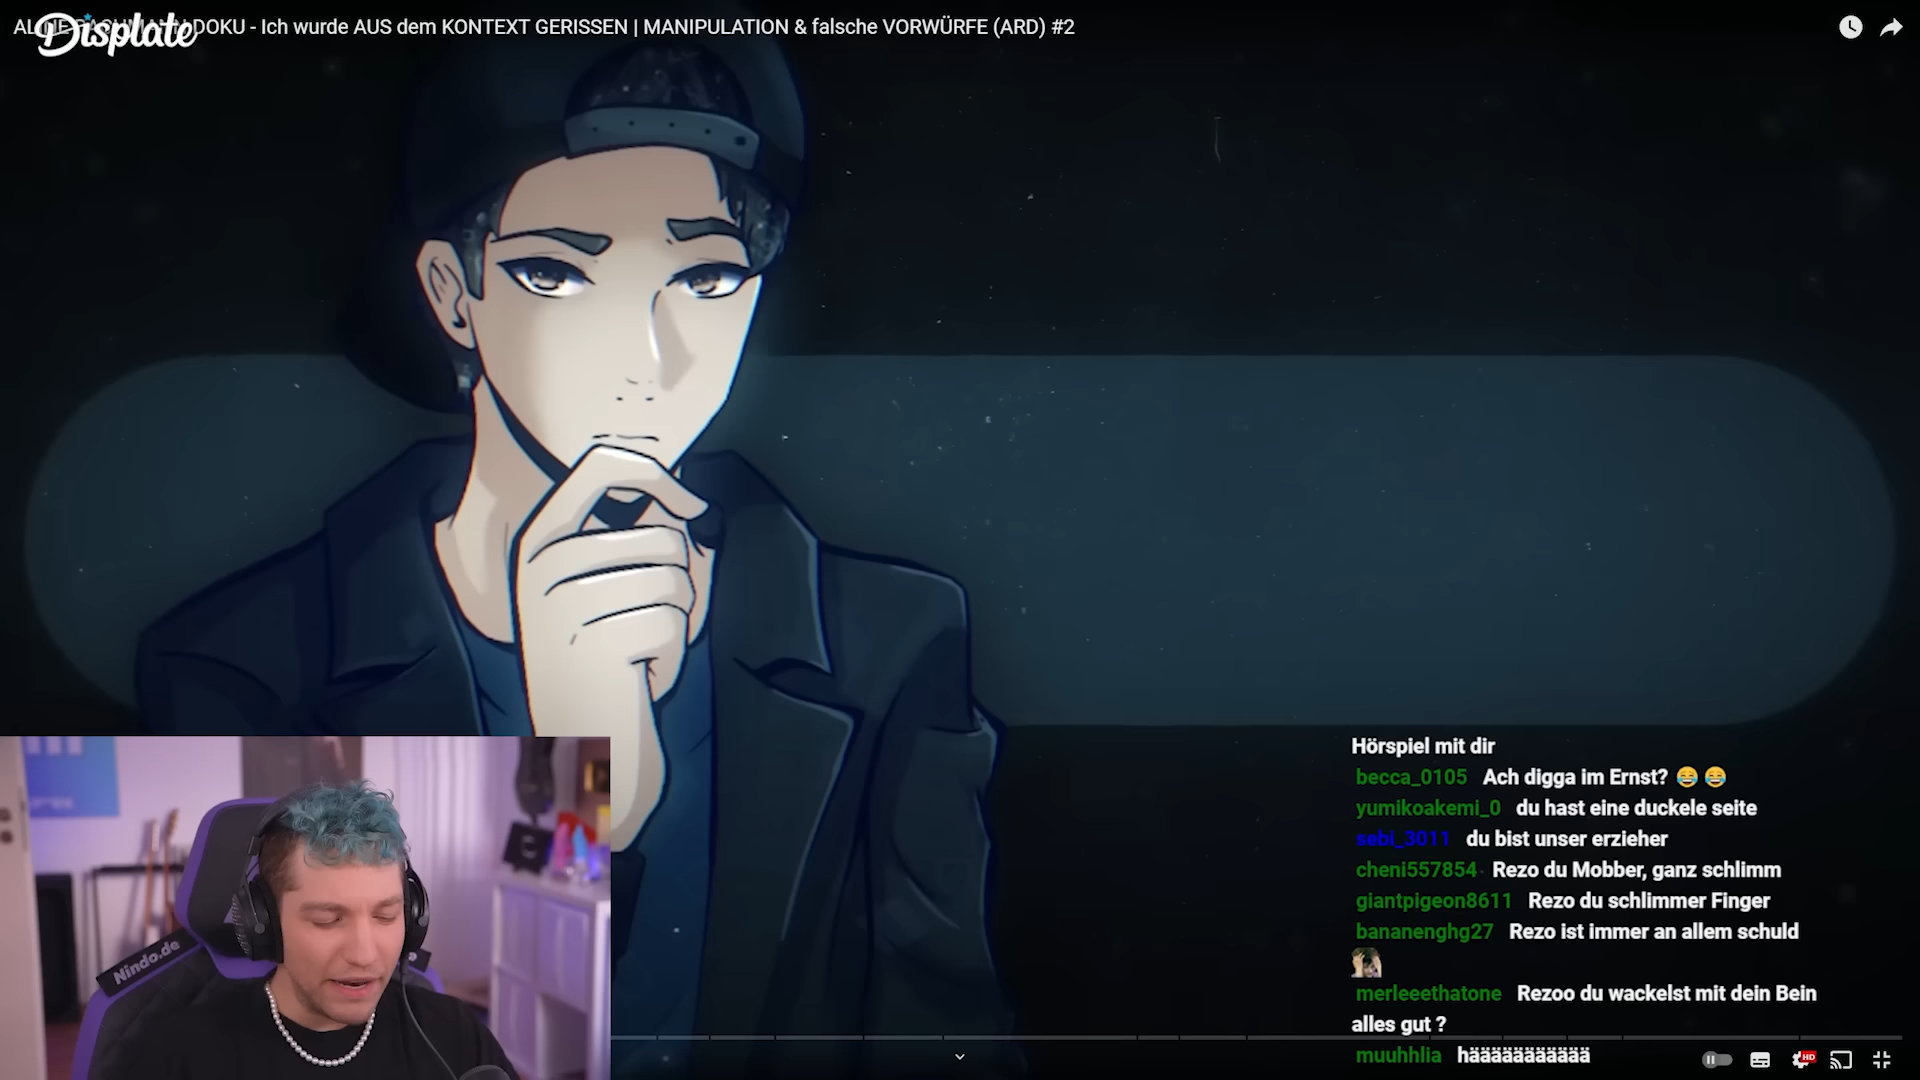 DOKU - Ich wurde AUS dem KONTEXT GERISSEN | MANIPULATION & falsche VORWÜRFE (ARD) #2
Displate
Hörspiel mit dir
becca_0105 Ach digga im Ernst? 😂 😂
yumikoakemi_0 du hast eine duckele seite
sebi_3011 du bist unser erzieher
cheni557854 Rezo du Mobber, ganz schlimm
giantpigeon8611 Rezo du schlimmer Finger
bananenghg27 Rezo ist immer an allem schuld
merleeethatone Rezoo du wackelst mit dein Bein
alles gut ?
muuhhlia hääääääääääää
Nindo.de
HD